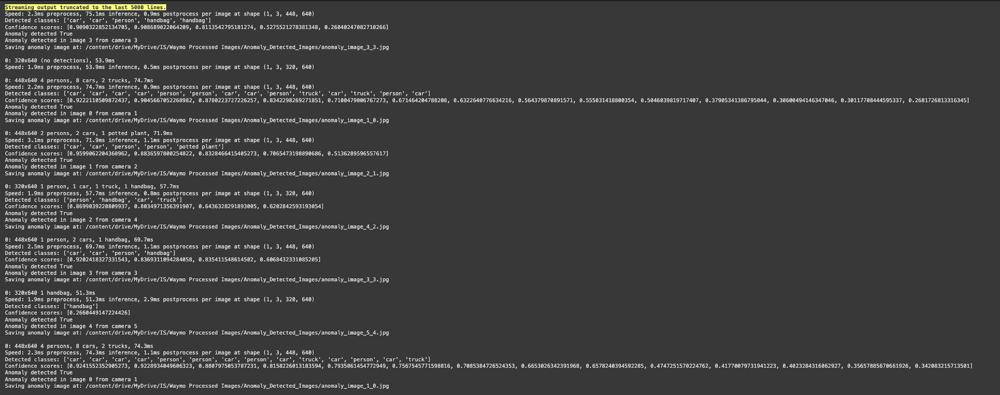 Streaming output truncated to the last 5000 lines.
Speed: 2.3ms preprocess, 75.1ms inference, 0.9ms postprocess per image at shape (1, 3, 448, 640)
Detected classes: ['car', 'car', 'person', 'handbag', 'handbag']
Confidence scores: [0.9090322852134705, 0.908689022064209, 0.8113542795181274, 0.5275521278381348, 0.26040247082710266]
Anomaly detected True
Anomaly detected in image 3 from camera 3
Saving anomaly image at: /content/drive/MyDrive/IS/Waymo Processed Images/Anomaly_Detected_Images/anomaly_image_3_3.jpg

0: 320x640 (no detections), 53.9ms
Speed: 1.9ms preprocess, 53.9ms inference, 0.5ms postprocess per image at shape (1, 3, 320, 640)

0: 448x640 4 persons, 8 cars, 2 trucks, 74.7ms
Speed: 2.2ms preprocess, 74.7ms inference, 0.9ms postprocess per image at shape (1, 3, 448, 640)
Detected classes: ['car', 'car', 'car', 'car', 'person', 'person', 'car', 'car', 'person', 'truck', 'car', 'truck', 'person', 'car']
Confidence scores: [0.9222110509872437, 0.9045667052268982, 0.8780223727226257, 0.8342298269271851, 0.7100479006767273, 0.671464204788208, 0.6322640776634216, 0.564379870891571, 0.555031418800354, 0.5046039819717407, 0.37905341386795044, 0.30600494146347046, 0.30117708444595337, 0.2681726813316345]
Anomaly detected True
Anomaly detected in image 0 from camera 1
Saving anomaly image at: /content/drive/MyDrive/IS/Waymo Processed Images/Anomaly_Detected_Images/anomaly_image_1_0.jpg

0: 448x640 2 persons, 2 cars, 1 potted plant, 71.9ms
Speed: 3.1ms preprocess, 71.9ms inference, 1.1ms postprocess per image at shape (1, 3, 448, 640)
Detected classes: ['car', 'car', 'person', 'person', 'potted plant']
Confidence scores: [0.9599062204360962, 0.8836597800254822, 0.8328466415405273, 0.7065473198890686, 0.5136289596557617]
Anomaly detected True
Anomaly detected in image 1 from camera 2
Saving anomaly image at: /content/drive/MyDrive/IS/Waymo Processed Images/Anomaly_Detected_Images/anomaly_image_2_1.jpg

0: 320x640 1 person, 1 car, 1 truck, 1 handbag, 57.7ms
Speed: 1.9ms preprocess, 57.7ms inference, 0.8ms postprocess per image at shape (1, 3, 320, 640)
Detected classes: ['person', 'handbag', 'car', 'truck']
Confidence scores: [0.8699039220809937, 0.8034971356391907, 0.6436328291893005, 0.6202842593193054]
Anomaly detected True
Anomaly detected in image 2 from camera 4
Saving anomaly image at: /content/drive/MyDrive/IS/Waymo Processed Images/Anomaly_Detected_Images/anomaly_image_4_2.jpg

0: 448x640 1 person, 2 cars, 1 handbag, 69.7ms
Speed: 2.5ms preprocess, 69.7ms inference, 1.1ms postprocess per image at shape (1, 3, 448, 640)
Detected classes: ['car', 'car', 'person', 'handbag']
Confidence scores: [0.9202418327331543, 0.8369311094284058, 0.835411548614502, 0.6068432331085205]
Anomaly detected True
Anomaly detected in image 3 from camera 3
Saving anomaly image at: /content/drive/MyDrive/IS/Waymo Processed Images/Anomaly_Detected_Images/anomaly_image_3_3.jpg

0: 320x640 1 handbag, 51.3ms
Speed: 1.9ms preprocess, 51.3ms inference, 2.9ms postprocess per image at shape (1, 3, 320, 640)
Detected classes: ['handbag']
Confidence scores: [0.2660449147224426]
Anomaly detected True
Anomaly detected in image 4 from camera 5
Saving anomaly image at: /content/drive/MyDrive/IS/Waymo Processed Images/Anomaly_Detected_Images/anomaly_image_5_4.jpg

0: 448x640 4 persons, 8 cars, 2 trucks, 74.3ms
Speed: 2.3ms preprocess, 74.3ms inference, 1.1ms postprocess per image at shape (1, 3, 448, 640)
Detected classes: ['car', 'car', 'car', 'car', 'person', 'person', 'car', 'person', 'car', 'truck', 'car', 'person', 'car', 'truck']
Confidence scores: [0.9241552352905273, 0.9228934049606323, 0.8807975053787231, 0.8158226013183594, 0.7935061454772949, 0.7567545771598816, 0.7085384726524353, 0.6653026342391968, 0.6578240394592285, 0.4747251570224762, 0.41770079731941223, 0.4023284316062927, 0.35657885670661926, 0.342083215713501]
Anomaly detected True
Anomaly detected in image 0 from camera 1
Saving anomaly image at: /content/drive/MyDrive/IS/Waymo Processed Images/Anomaly_Detected_Images/anomaly_image_1_0.jpg